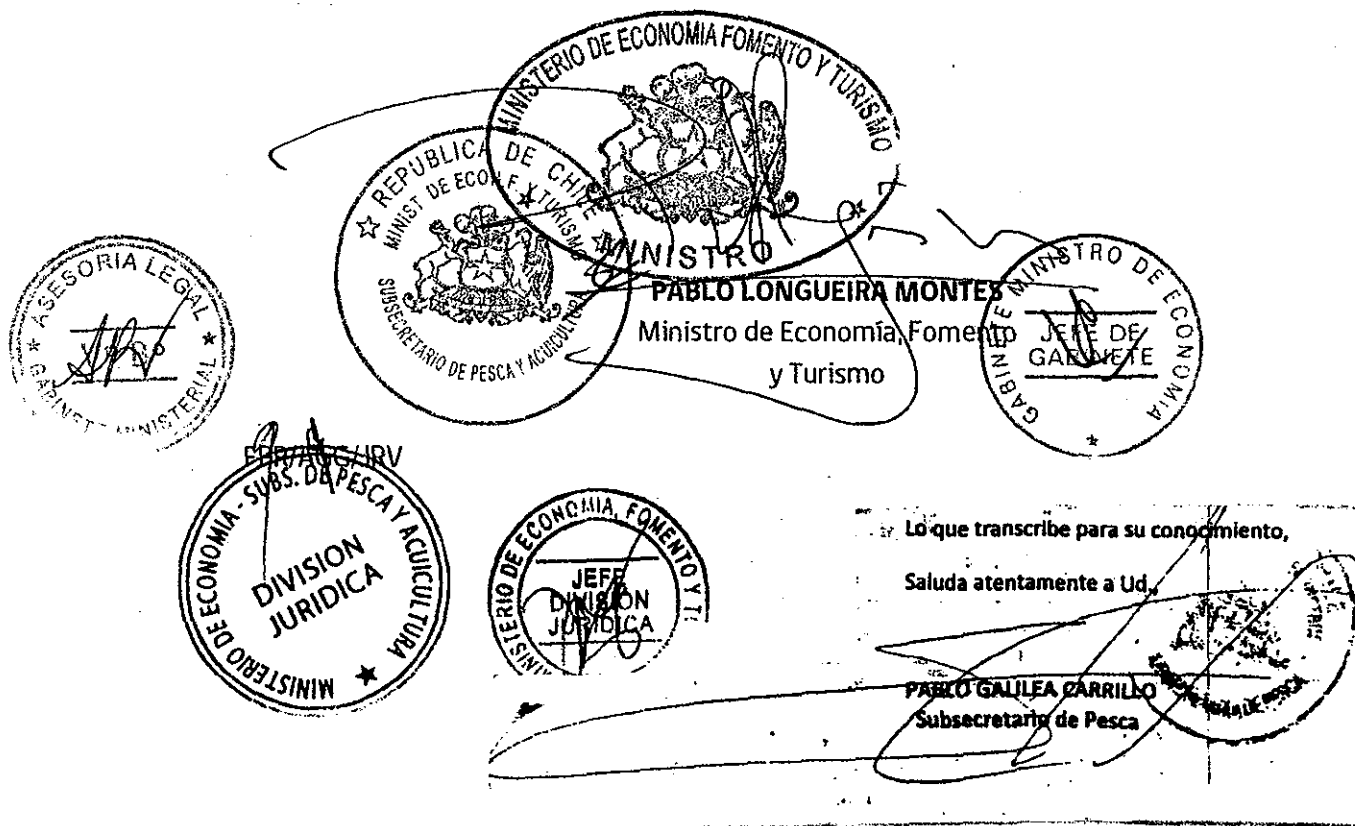 MINISTERIO DE ECONOMIA FOMENTO Y TURISMO
MINISTRO
REPUBLICA DE CHILE
MINIST DE ECON. F. Y TURISMO
SUBSECRETARIO DE PESCA Y ACUICULTURA
PABLO LONGUEIRA MONTES
Ministro de Economía, Fomento
y Turismo
GABINETE MINISTRO DE ECONOMIA
JEFE DE
GABINETE
ASESORIA LEGAL
GABINETE MINISTERIAL
MINISTERIO DE ECONOMIA - SUBS. DE PESCA Y ACUICULTURA
DIVISION
JURIDICA
MINISTERIO DE ECONOMIA, FOMENTO Y T
JEFE
DIVISION
JURIDICA
Lo que transcribe para su conocimiento,
Saluda atentamente a Ud.,
PABLO GALILEA CARRILLO
Subsecretario de Pesca